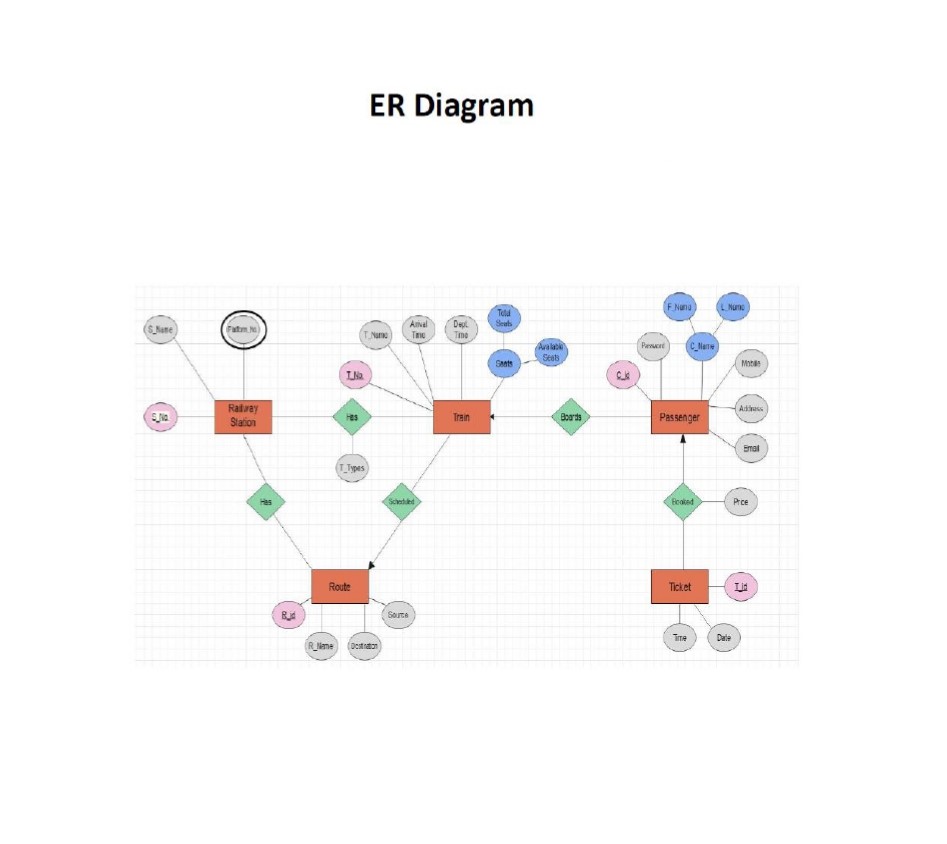 ER Diagram
Total
Seats
F_Name
L_Name
S_Name
Platform_No.
T_Name
Arrival
Time
Dept.
Time
Available
Seats
Seats
Password
C_Name
Mobile
T_No.
C_id
S_No.
Railway
Station
Has
Train
Boards
Passenger
Address
Email
T_Types
Has
Scheduled
Booked
Price
Route
Ticket
T_id
R_id
Source
R_Name
Destination
Time
Date